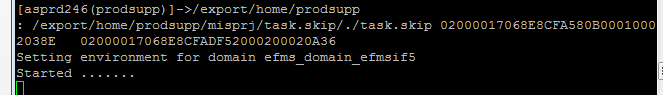 [asprd246(prodsupp)]->/export/home/prodsupp
: /export/home/prodsupp/misprj/task.skip/./task.skip 02000017068E8CFA580B0001000
2038E   02000017068E8CFADF52000200020A36
Setting environment for domain efms_domain_efmsif5
Started .......